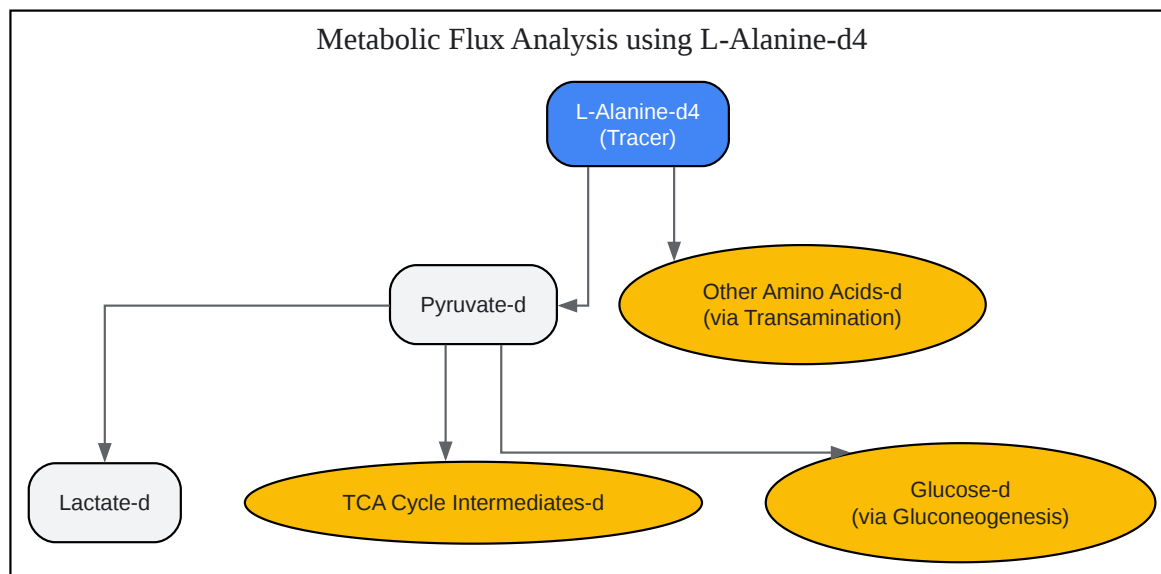 Metabolic Flux Analysis using L-Alanine-d4
L-Alanine-d4
(Tracer)
Other Amino Acids-d
(via Transamination)
Pyruvate-d
Lactate-d
TCA Cycle Intermediates-d
Glucose-d
(via Gluconeogenesis)